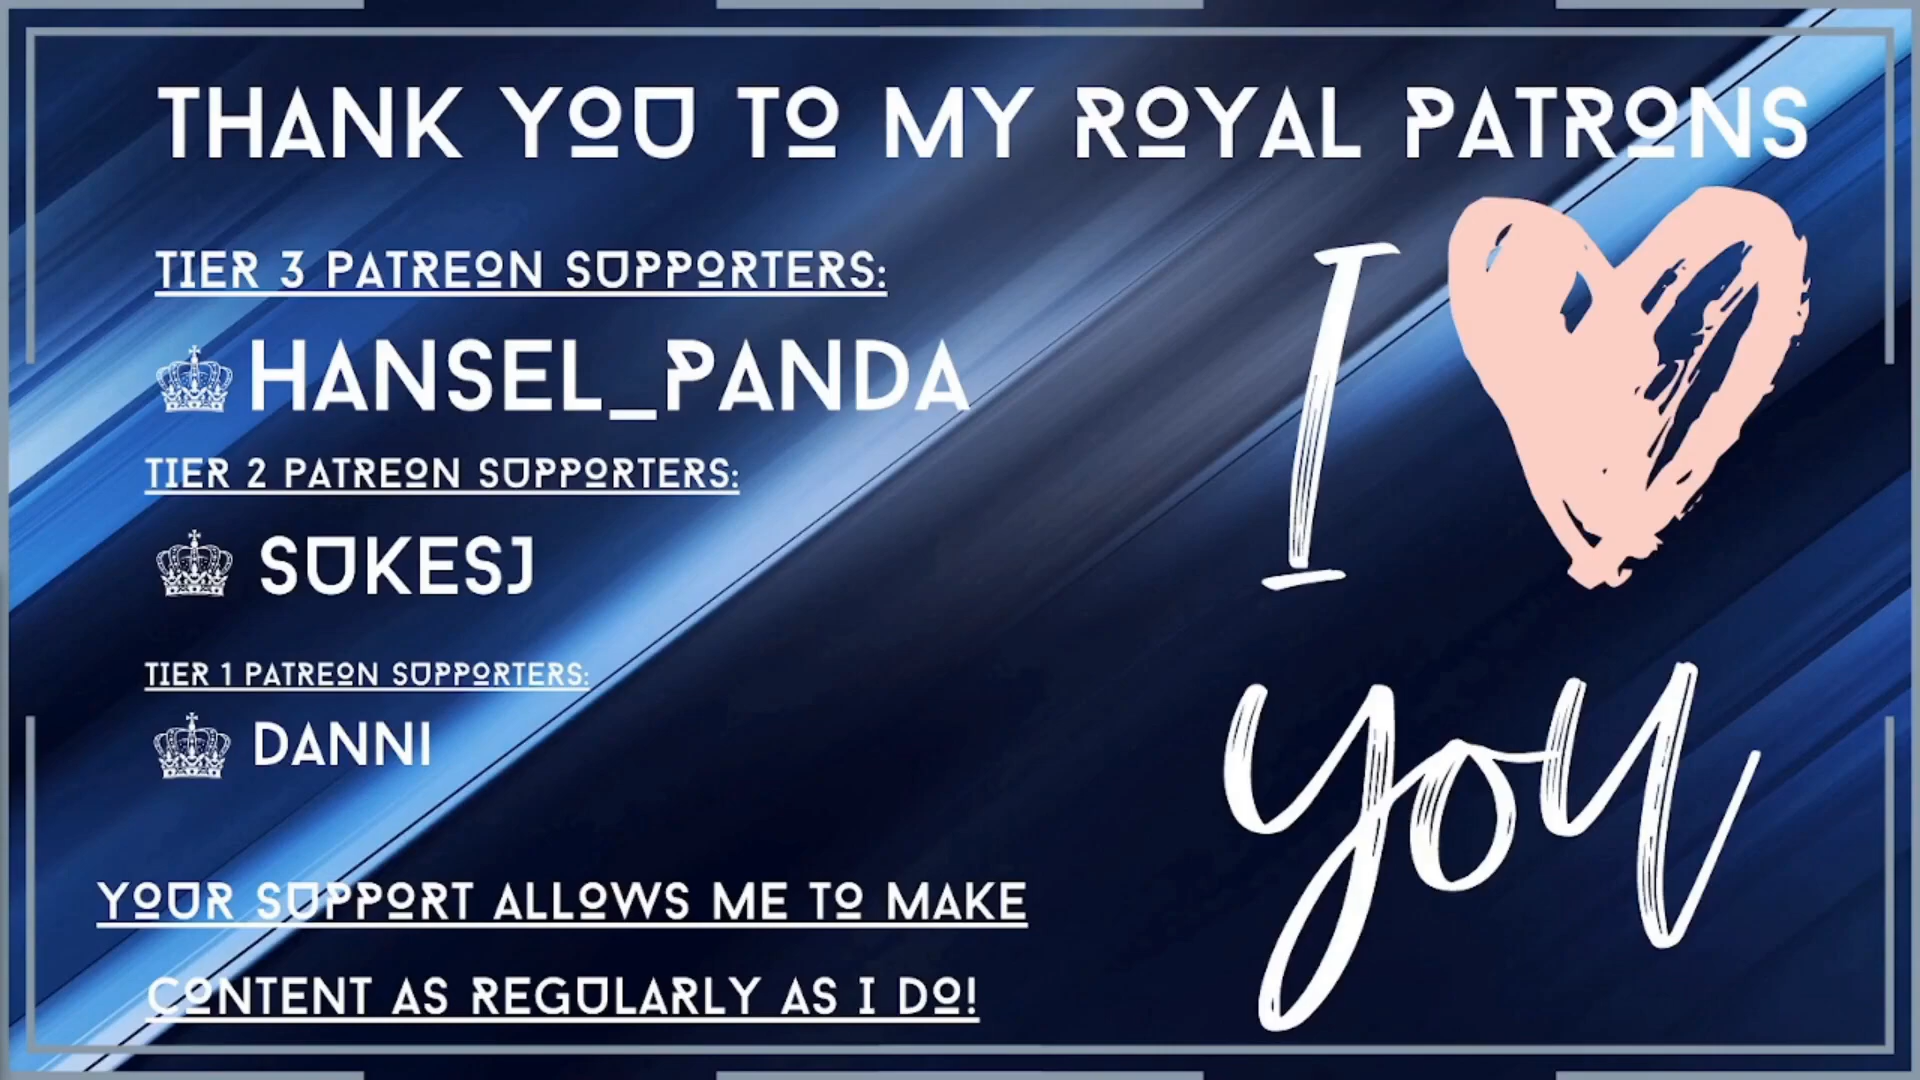 THANK YOU TO MY ROYAL PATRONS
TIER 3 PATREON SUPPORTERS:
HANSEL_PANDA
TIER 2 PATREON SUPPORTERS:
SUKESJ
TIER 1 PATREON SUPPORTERS:
DANNI
YOUR SUPPORT ALLOWS ME TO MAKE
CONTENT AS REGULARLY AS I DO!
I
you